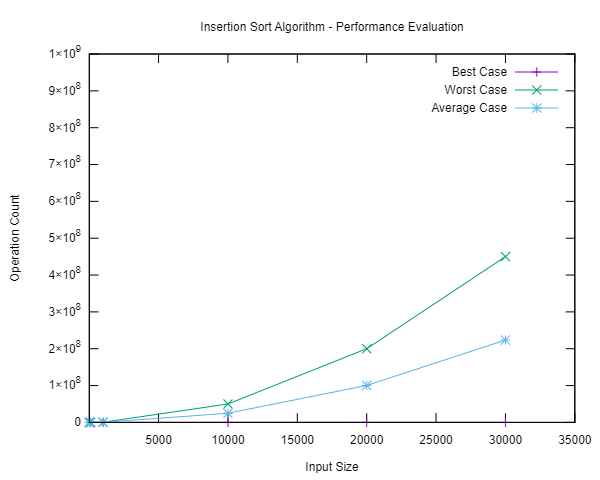 Insertion Sort Algorithm - Performance Evaluation
Best Case
Worst Case
Average Case
1×10⁹
9×10⁸
8×10⁸
7×10⁸
6×10⁸
5×10⁸
4×10⁸
3×10⁸
2×10⁸
1×10⁸
0
Operation Count
5000 10000 15000 20000 25000 30000 35000
Input Size